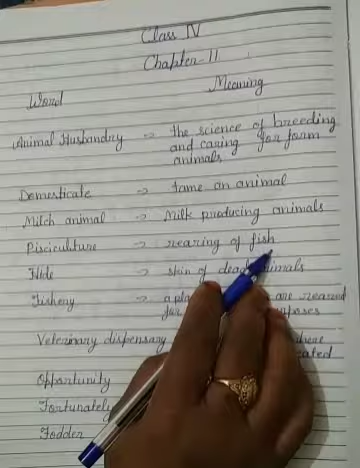 Class IV
Chapter-11
Word Meaning
Animal Husbandry -> The science of breeding
and caring for form
animals
Domesticate -> tame an animal
Milch animal -> Milk producing animals
Pisciculture -> rearing of fish
Hide -> skin of dead animals
Fishery -> a are reared
for
Veterinary dispensary
Opportunity
Fortunately
Fodder